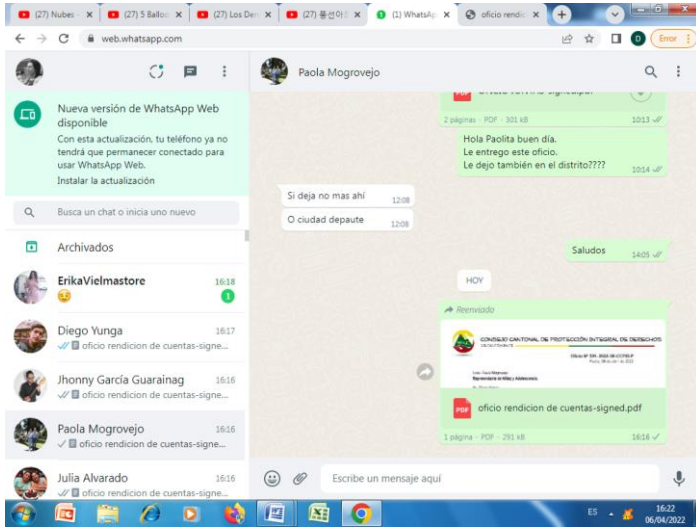 (27) Nubes -
(27) 5 Balloo
(27) Los De
(27) 풍선아
(1) WhatsAp
oficio rendic
web.whatsapp.com
D
Error
Nueva versión de WhatsApp Web
disponible
Con esta actualización, tu teléfono ya no
tendrá que permanecer conectado para
usar WhatsApp Web.
Instalar la actualización
Busca un chat o inicia uno nuevo
Archivados
ErikaVielmastore 16:18
1
Diego Yunga 16:17
oficio rendicion de cuentas-signe...
Jhonny García Guarainag 16:16
oficio rendicion de cuentas-signe...
Paola Mogrovejo 16:16
oficio rendicion de cuentas-signe...
Julia Alvarado 16:16
oficio rendicion de cuentas-signe...
Paola Mogrovejo
2 páginas · PDF · 301 kB 10:13
Hola Paolita buen día.
Le entrego este oficio.
Le dejo también en el distrito???? 10:14
Si deja no mas ahí 12:08
O ciudad depaute 12:08
Saludos 14:05
HOY
Reenviado
CONSEJO CANTONAL DE PROTECCIÓN INTEGRAL DE DERECHOS
PDF
oficio rendicion de cuentas-signed.pdf
1 página · PDF · 291 kB 16:16
Escribe un mensaje aquí
ES
16:22
06/04/2022